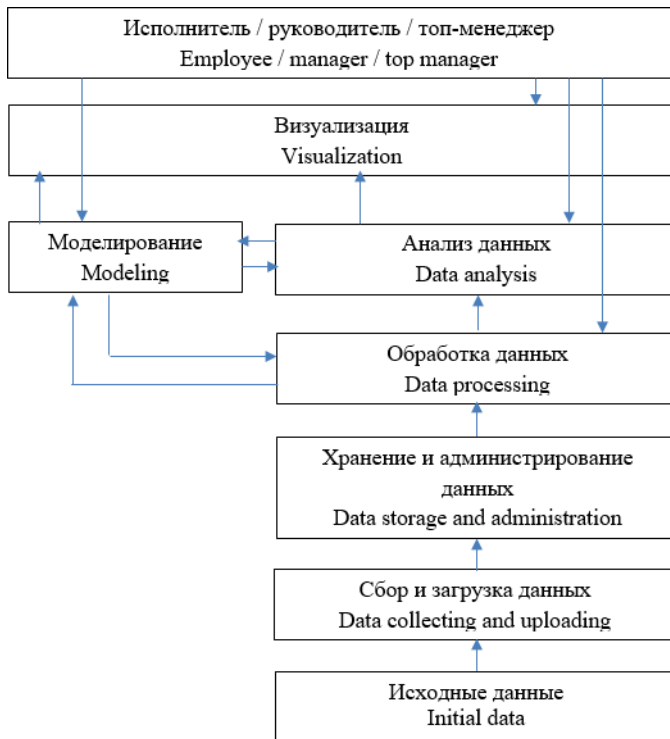 Исполнитель / руководитель / топ-менеджер
Employee / manager / top manager
Визуализация
Visualization
Моделирование
Modeling
Анализ данных
Data analysis
Обработка данных
Data processing
Хранение и администрирование
данных
Data storage and administration
Сбор и загрузка данных
Data collecting and uploading
Исходные данные
Initial data